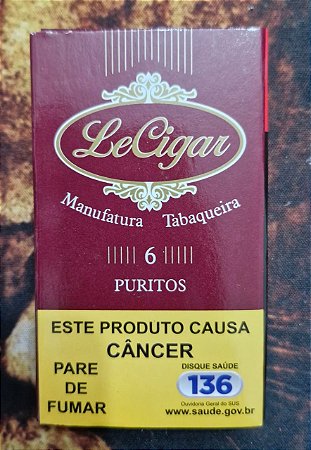 LeCigar
Manufatura Tabaqueira
6
PURITOS
ESTE PRODUTO CAUSA
CÂNCER
PARE
DE
FUMAR
DISQUE SAÚDE
136
Ouvidoria Geral do SUS
www.saude.gov.br